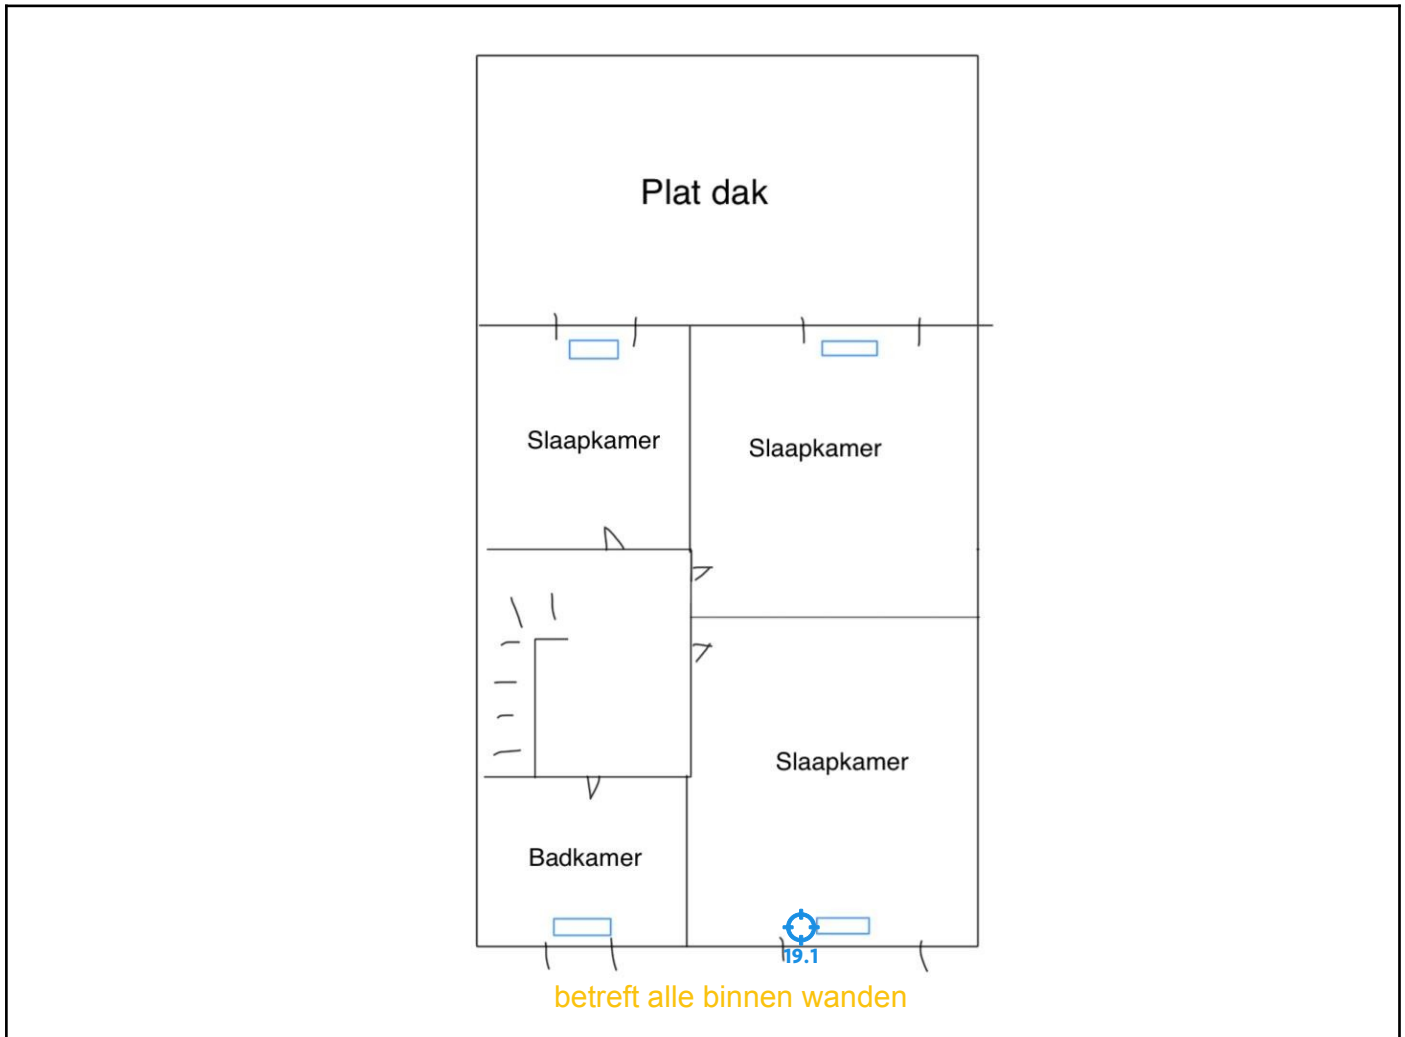 Plat dak
Slaapkamer
Slaapkamer
Slaapkamer
Badkamer
19.1
betreft alle binnen wanden